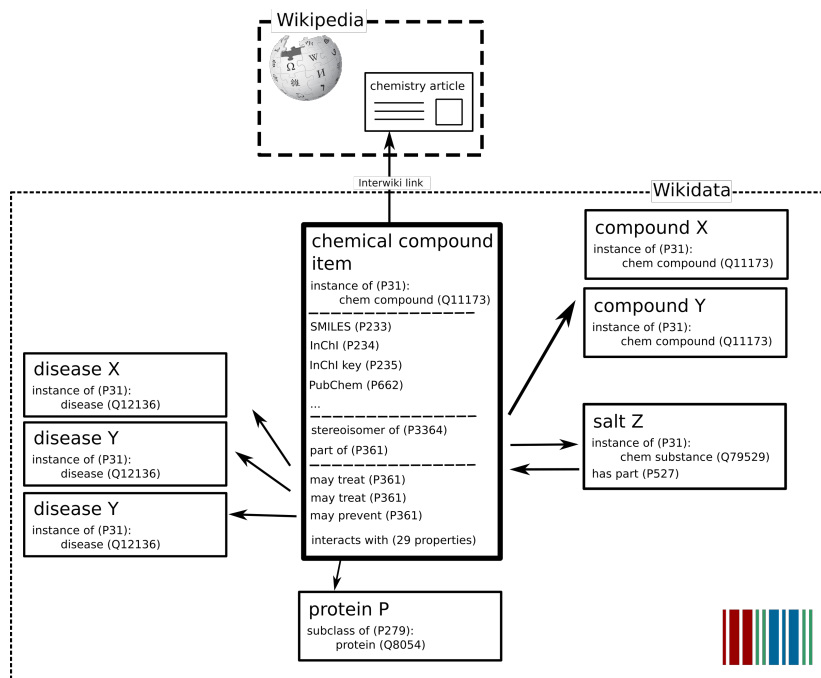 Wikipedia
Ω
W
И
chemistry article
Interwiki link
Wikidata
chemical compound
item
instance of (P31):
chem compound (Q11173)
SMILES (P233)
InChI (P234)
InChI key (P235)
PubChem (P662)
...
stereoisomer of (P3364)
part of (P361)
may treat (P361)
may treat (P361)
may prevent (P361)
interacts with (29 properties)
compound X
instance of (P31):
chem compound (Q11173)
compound Y
instance of (P31):
chem compound (Q11173)
salt Z
instance of (P31):
chem substance (Q79529)
has part (P527)
disease X
instance of (P31):
disease (Q12136)
disease Y
instance of (P31):
disease (Q12136)
disease Y
instance of (P31):
disease (Q12136)
protein P
subclass of (P279):
protein (Q8054)